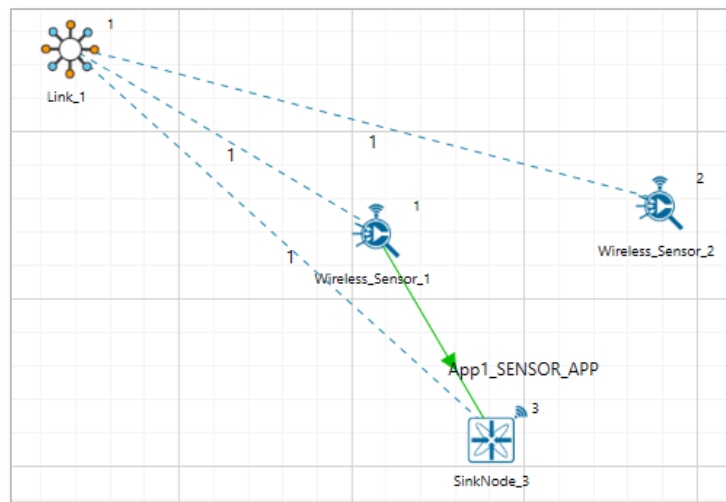 1
Link_1
1
1
2
1
Wireless_Sensor_2
1
Wireless_Sensor_1
App1_SENSOR_APP
3
SinkNode_3